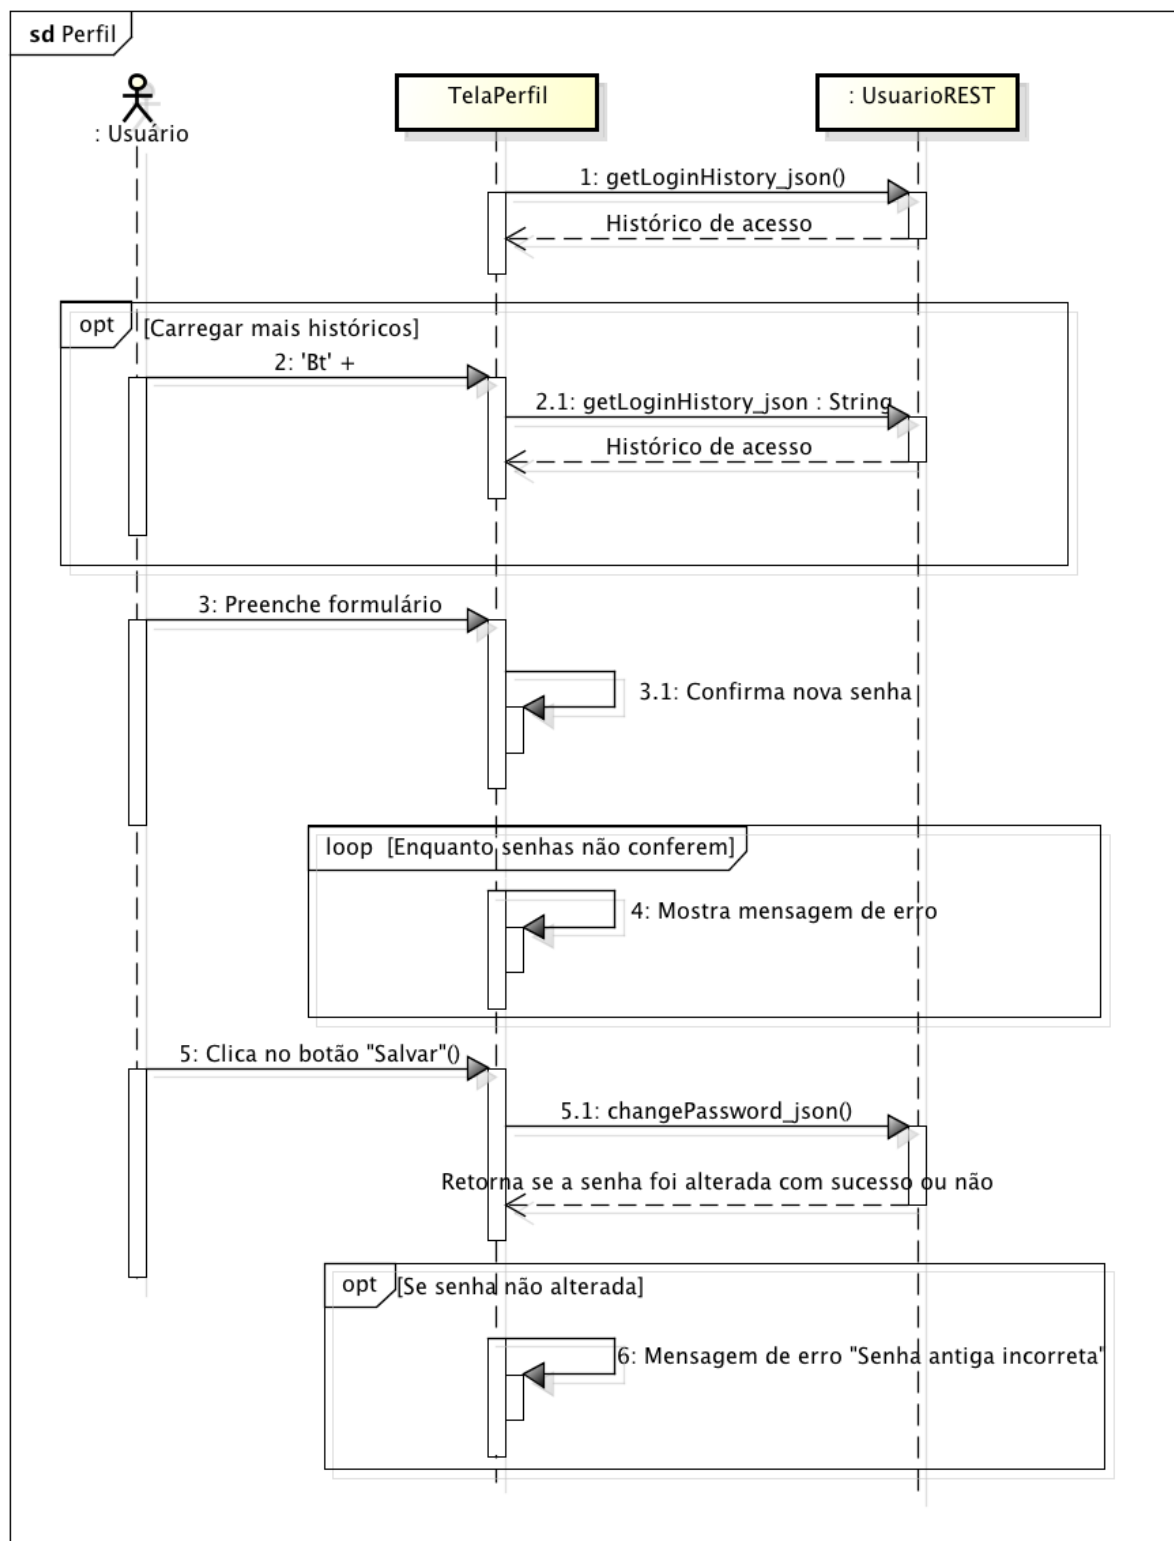 sd Perfil
: Usuário
TelaPerfil
: UsuarioREST
1: getLoginHistory_json()
Histórico de acesso
opt
[Carregar mais históricos]
2: 'Bt' +
2.1: getLoginHistory_json : String
Histórico de acesso
3: Preenche formulário
3.1: Confirma nova senha
loop [Enquanto senhas não conferem]
4: Mostra mensagem de erro
5: Clica no botão "Salvar"()
5.1: changePassword_json()
Retorna se a senha foi alterada com sucesso ou não
opt
[Se senha não alterada]
6: Mensagem de erro "Senha antiga incorreta"